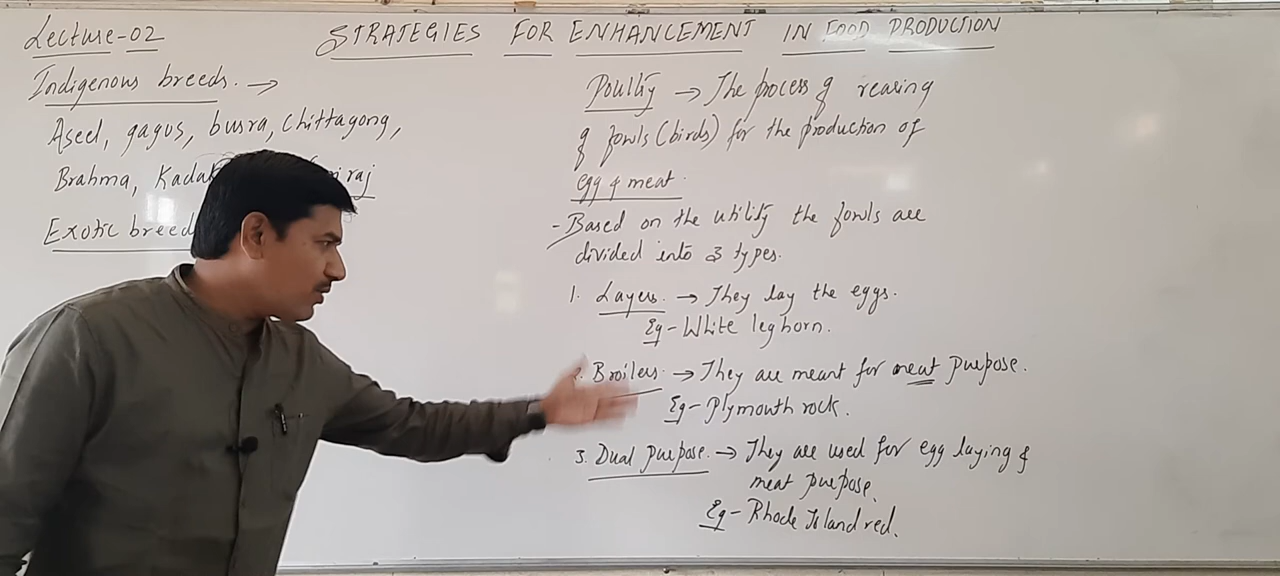 Lecture-02
STRATEGIES FOR ENHANCEMENT IN FOOD PRODUCTION
Indigenous breeds. →
Aseel, gagus, busra, Chittagong,
Brahma,
Exotic breed
Poultry → The process of rearing
of fowls (birds) for the production of
egg & meat.
- Based on the utility the fowls are
divided into 3 types.
1. Layers → They lay the eggs.
Eg - White leghorn.
2. Broilers. → They are meant for meat purpose.
Eg - Plymouth rock.
3. Dual purpose. → They are used for egg laying &
meat purpose.
Eg - Rhode Island red.